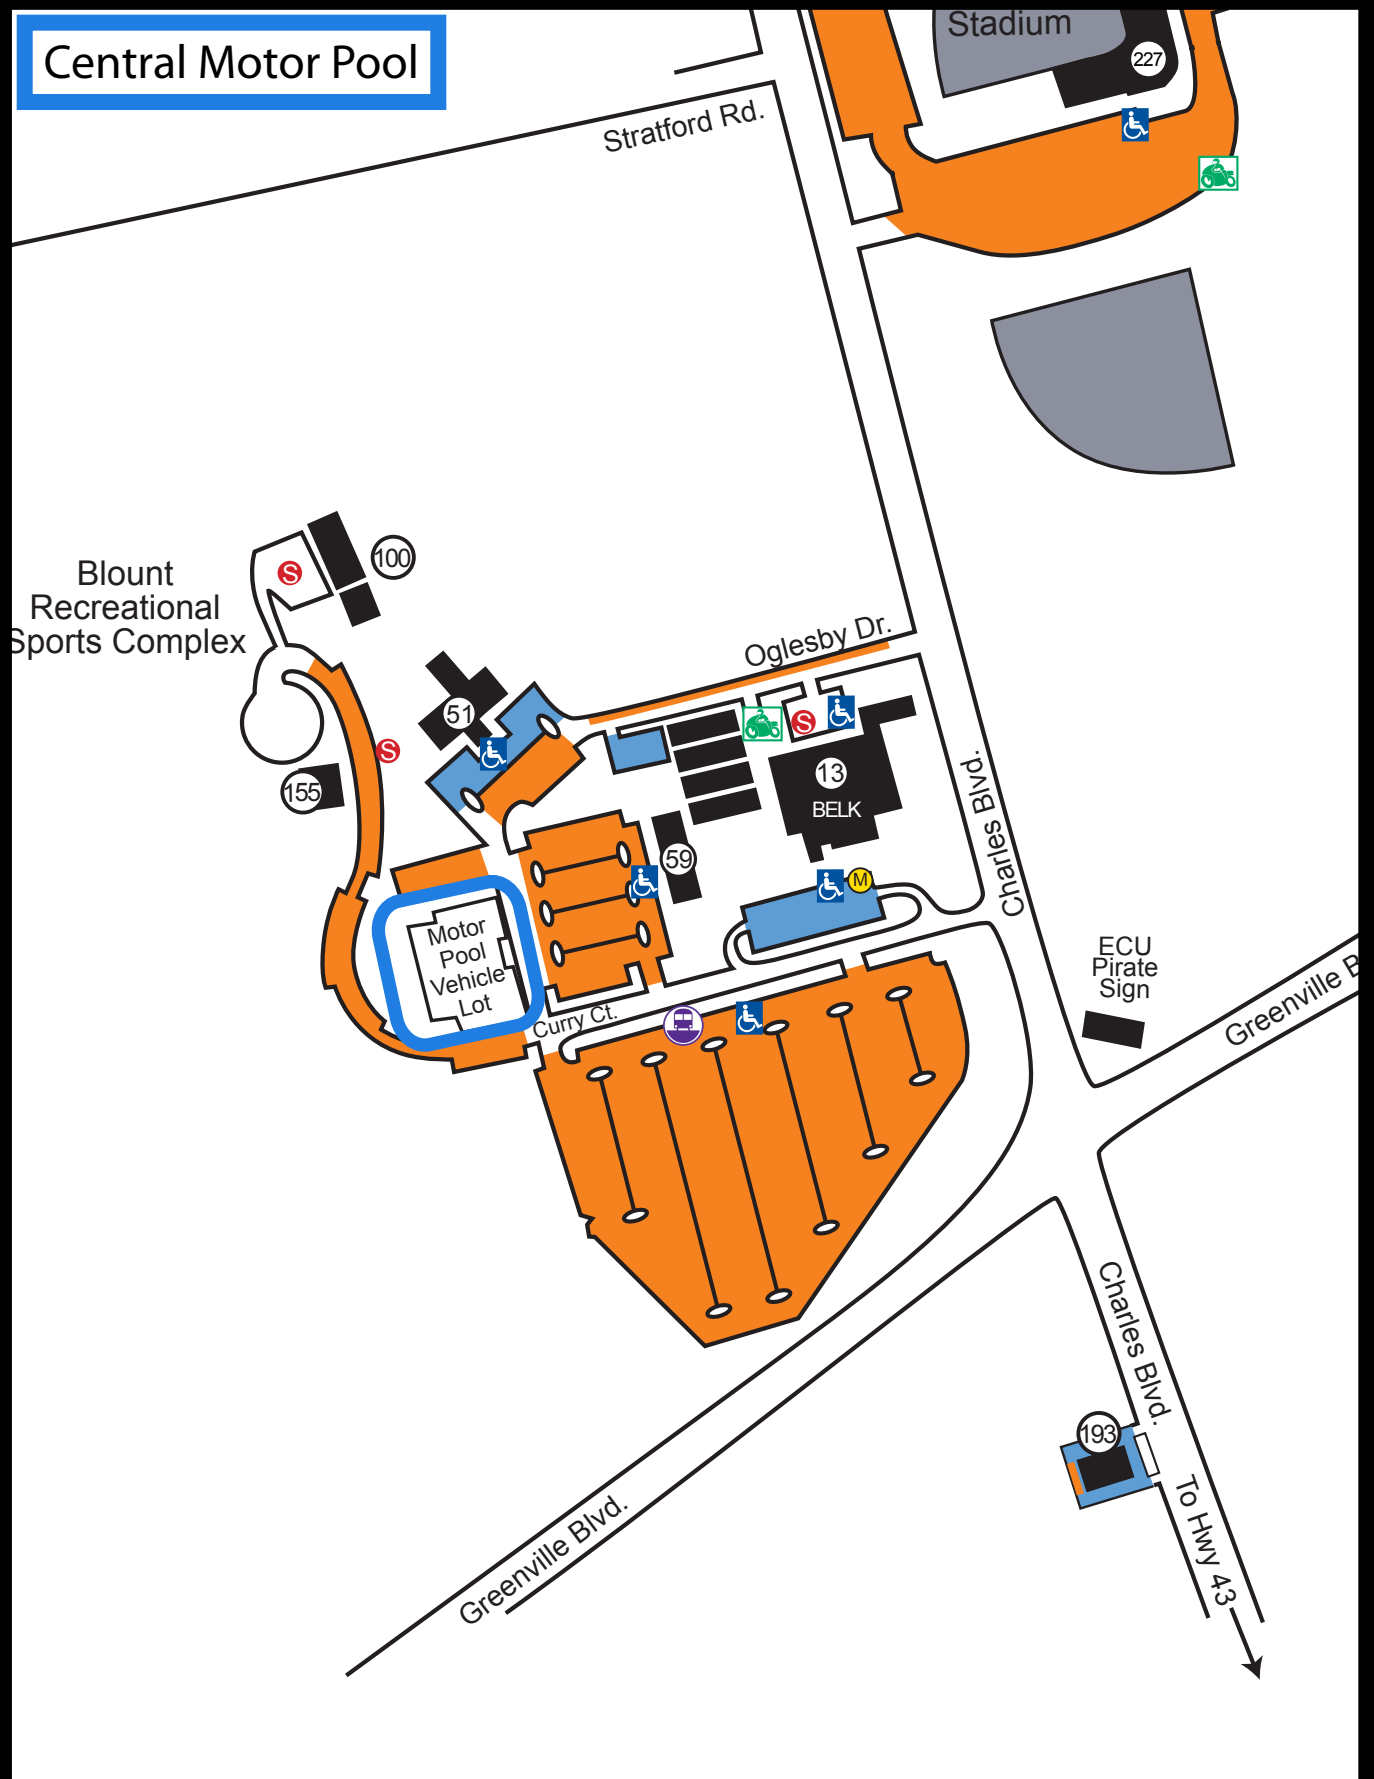 Central Motor Pool
Stadium
227
Stratford Rd.
100
S
Blount
Recreational
Sports Complex
Oglesby Dr.
51
S
S
13
BELK
155
Charles Blvd.
59
M
Motor
Pool
Vehicle
Lot
ECU
Pirate
Sign
Greenville B
Curry Ct.
Charles Blvd.
193
To Hwy 43
Greenville Blvd.